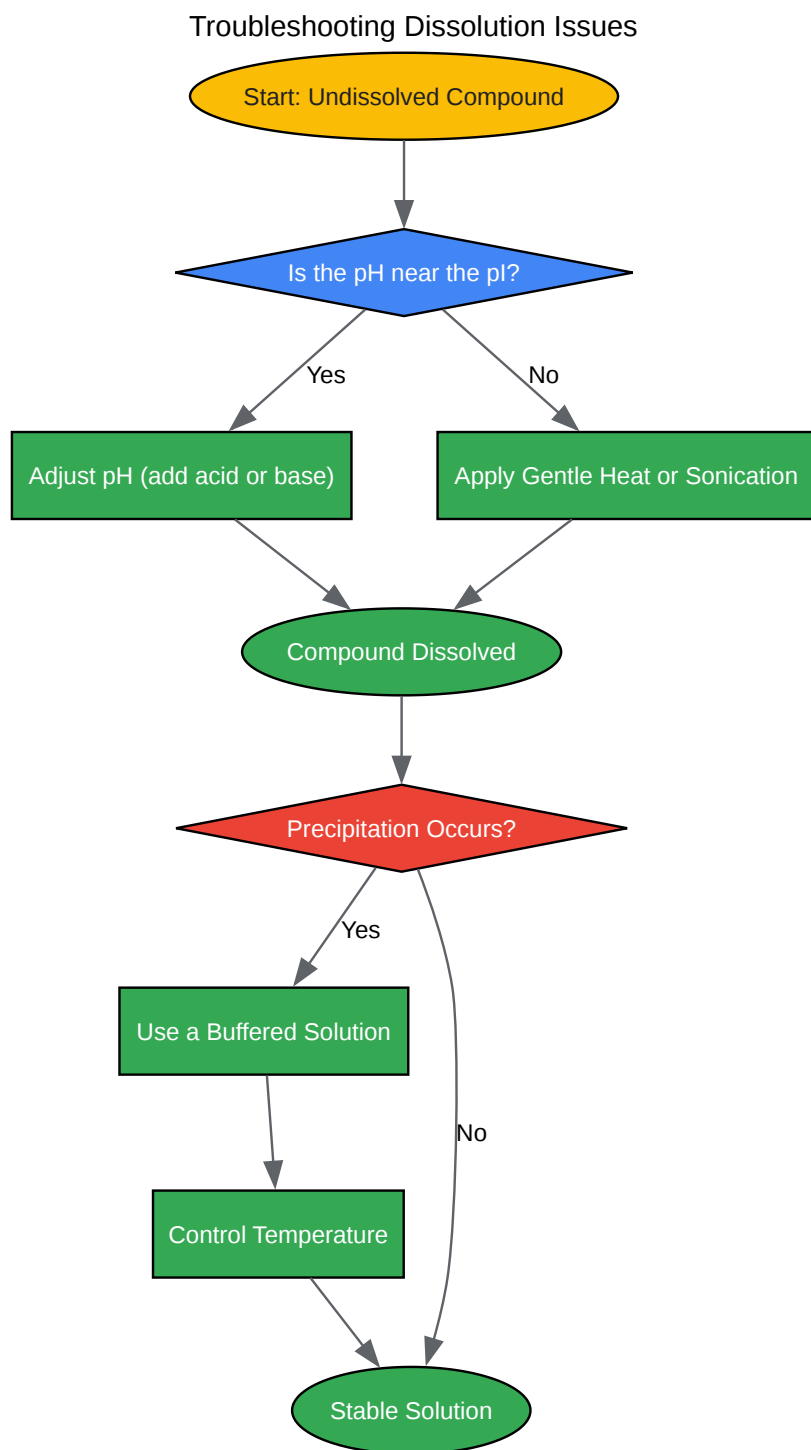 Troubleshooting Dissolution Issues
Start: Undissolved Compound
Is the pH near the pI?
Yes
No
Adjust pH (add acid or base)
Apply Gentle Heat or Sonication
Compound Dissolved
Precipitation Occurs?
Yes
Use a Buffered Solution
No
Control Temperature
Stable Solution